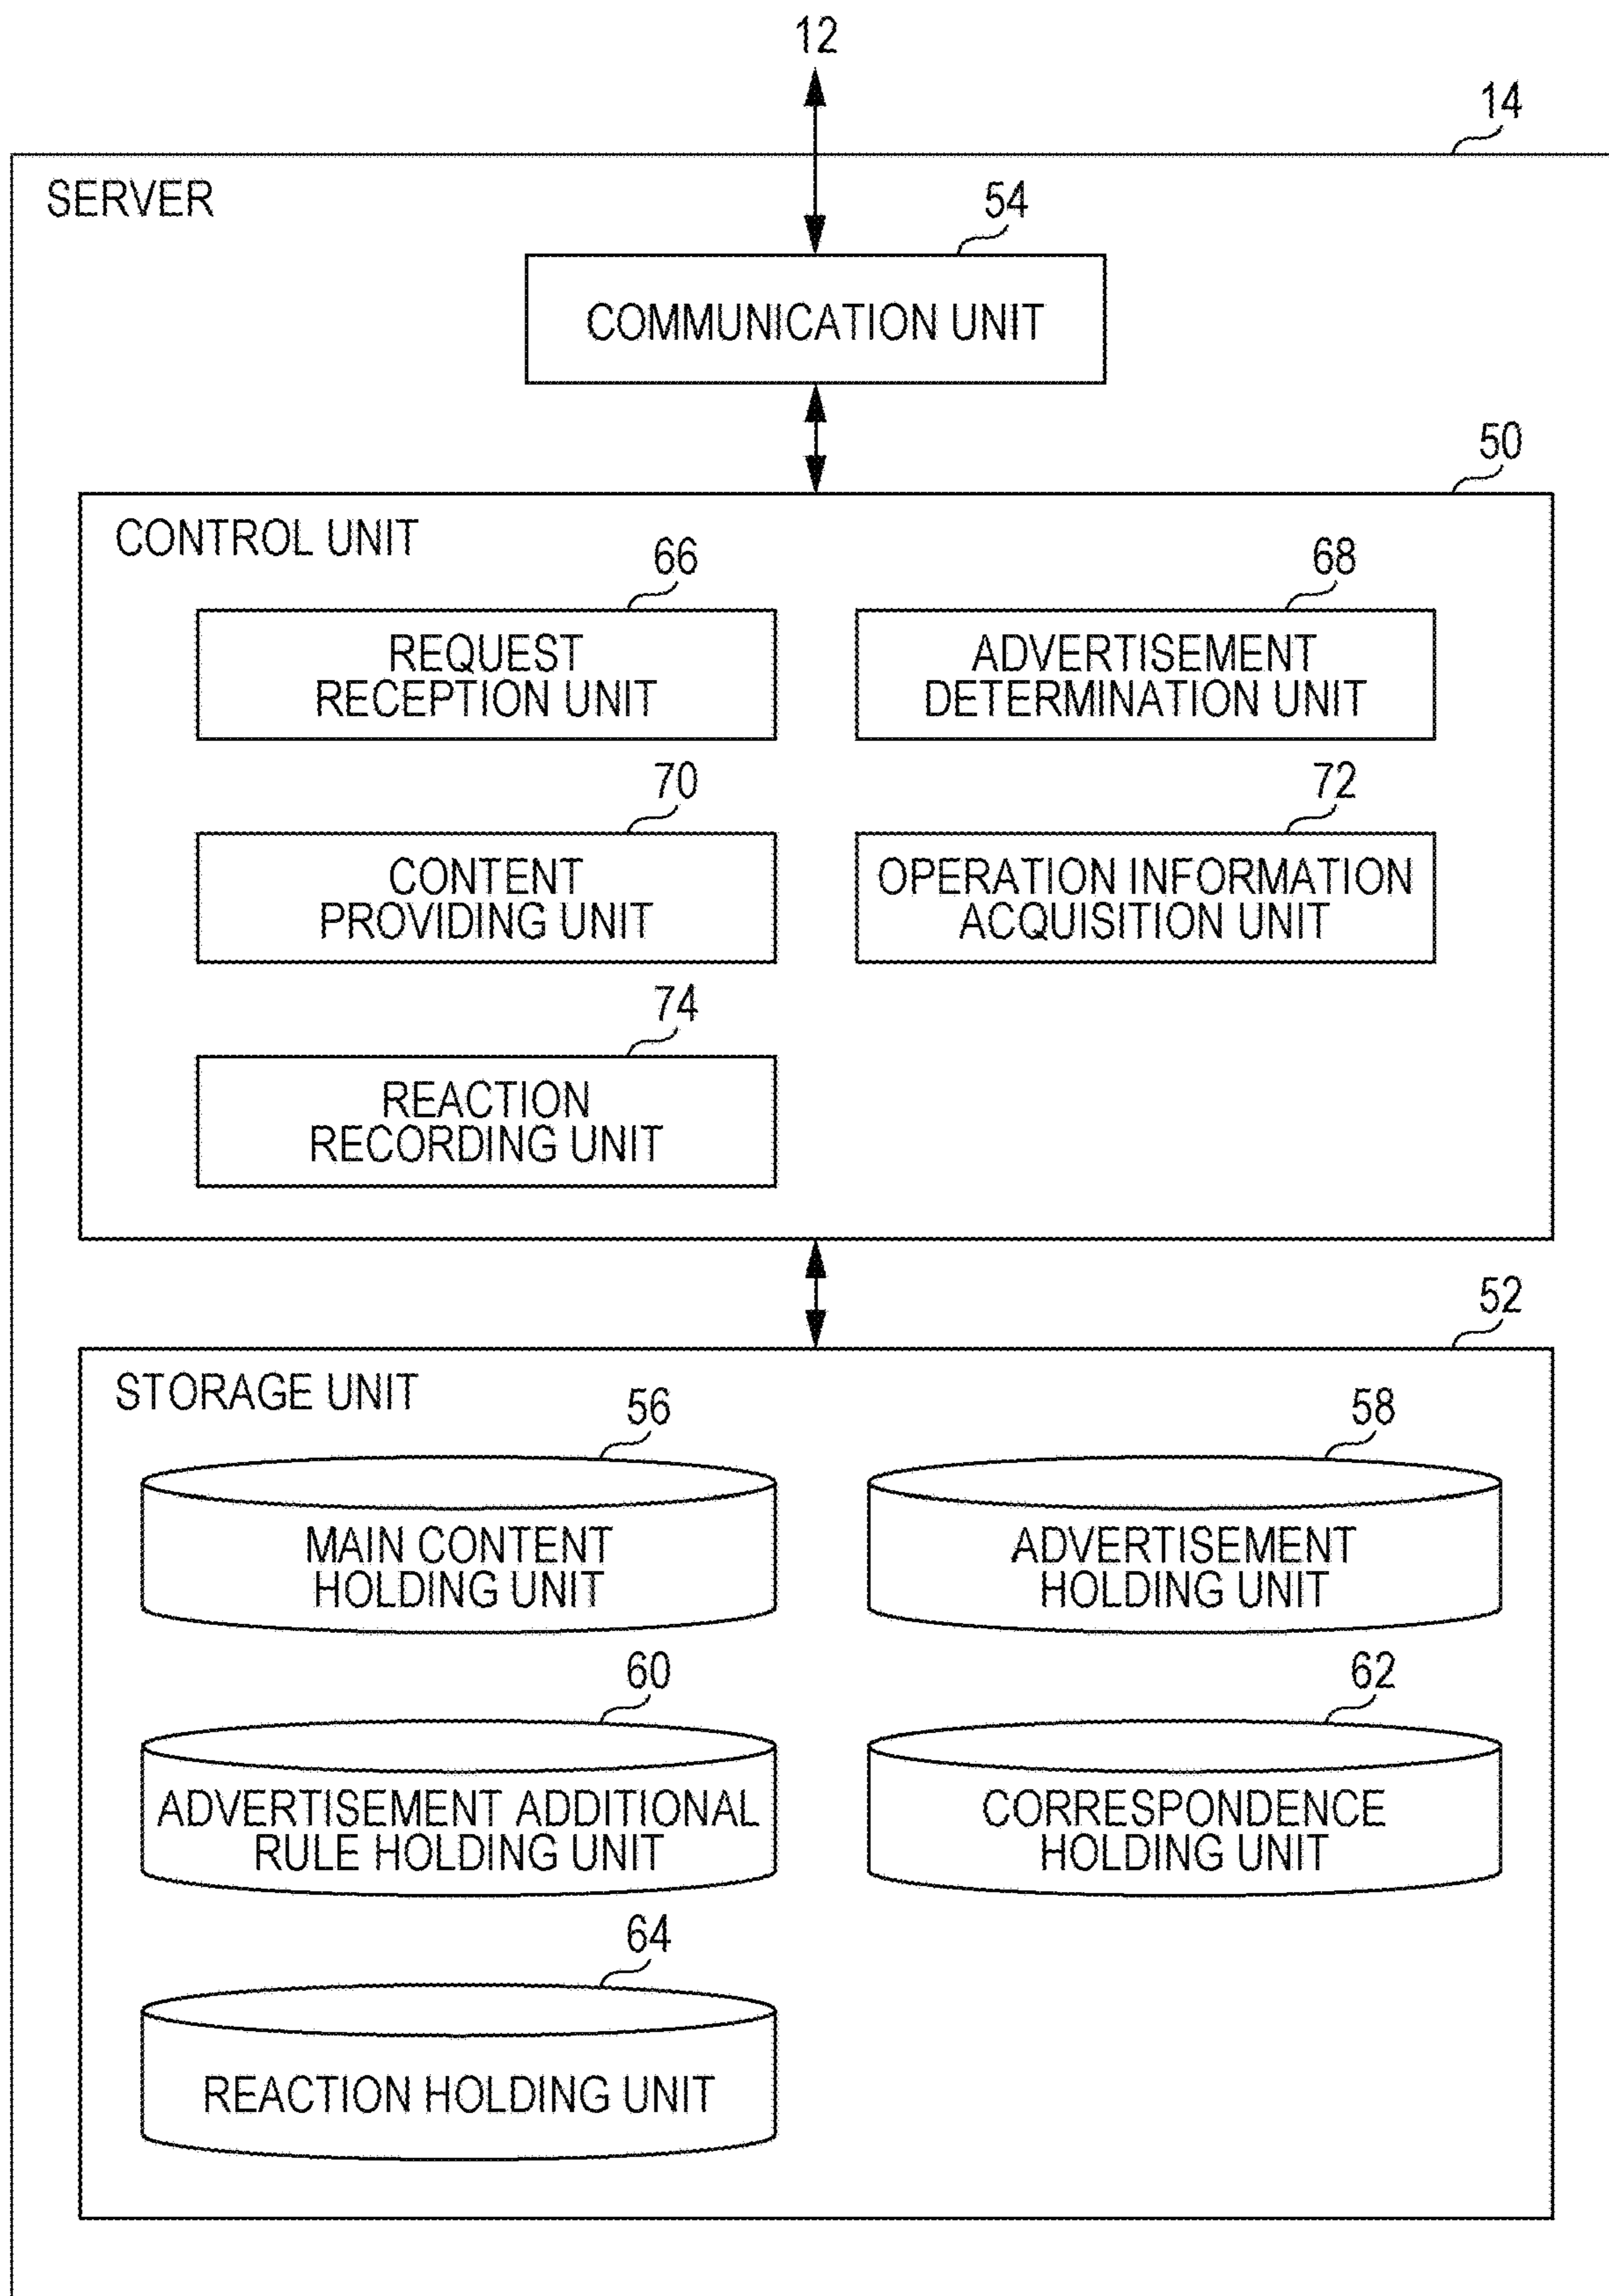 12
14
SERVER
54
COMMUNICATION UNIT
50
CONTROL UNIT
66
REQUEST
RECEPTION UNIT
68
ADVERTISEMENT
DETERMINATION UNIT
70
CONTENT
PROVIDING UNIT
72
OPERATION INFORMATION
ACQUISITION UNIT
74
REACTION
RECORDING UNIT
52
STORAGE UNIT
56
MAIN CONTENT
HOLDING UNIT
58
ADVERTISEMENT
HOLDING UNIT
60
ADVERTISEMENT ADDITIONAL
RULE HOLDING UNIT
62
CORRESPONDENCE
HOLDING UNIT
64
REACTION HOLDING UNIT